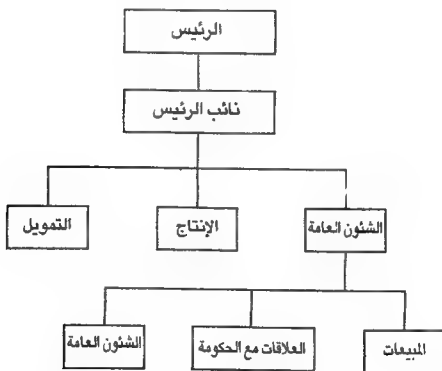 الرئيس
نائب الرئيس
الشئون العامة
الإنتاج
التمويل
المبيعات
العلاقات مع الحكومة
الشئون العامة